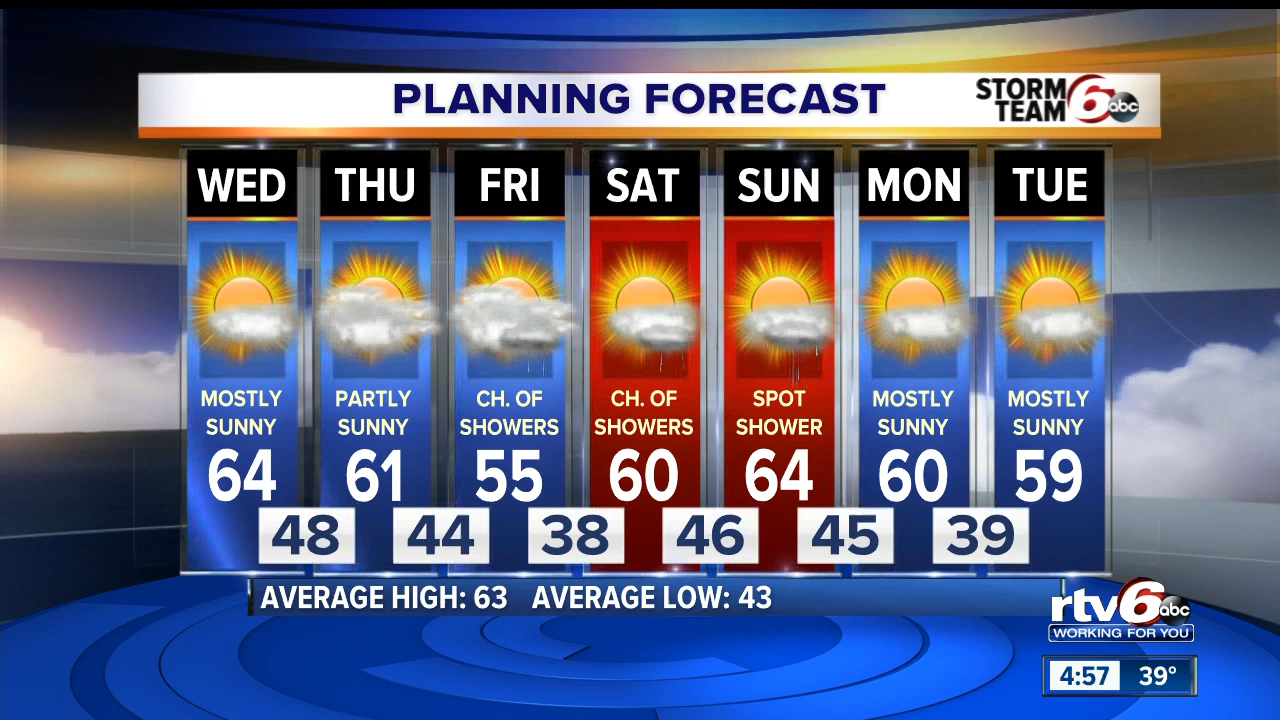 PLANNING FORECAST
STORM
TEAM 6 abc
WED THU FRI SAT SUN MON TUE
MOSTLY PARTLY CH. OF CH. OF SPOT MOSTLY MOSTLY
SUNNY SUNNY SHOWERS SHOWERS SHOWER SUNNY SUNNY
64 61 55 60 64 60 59
48 44 38 46 45 39
AVERAGE HIGH: 63 AVERAGE LOW: 43
rtv6 abc
WORKING FOR YOU
4:57 39°